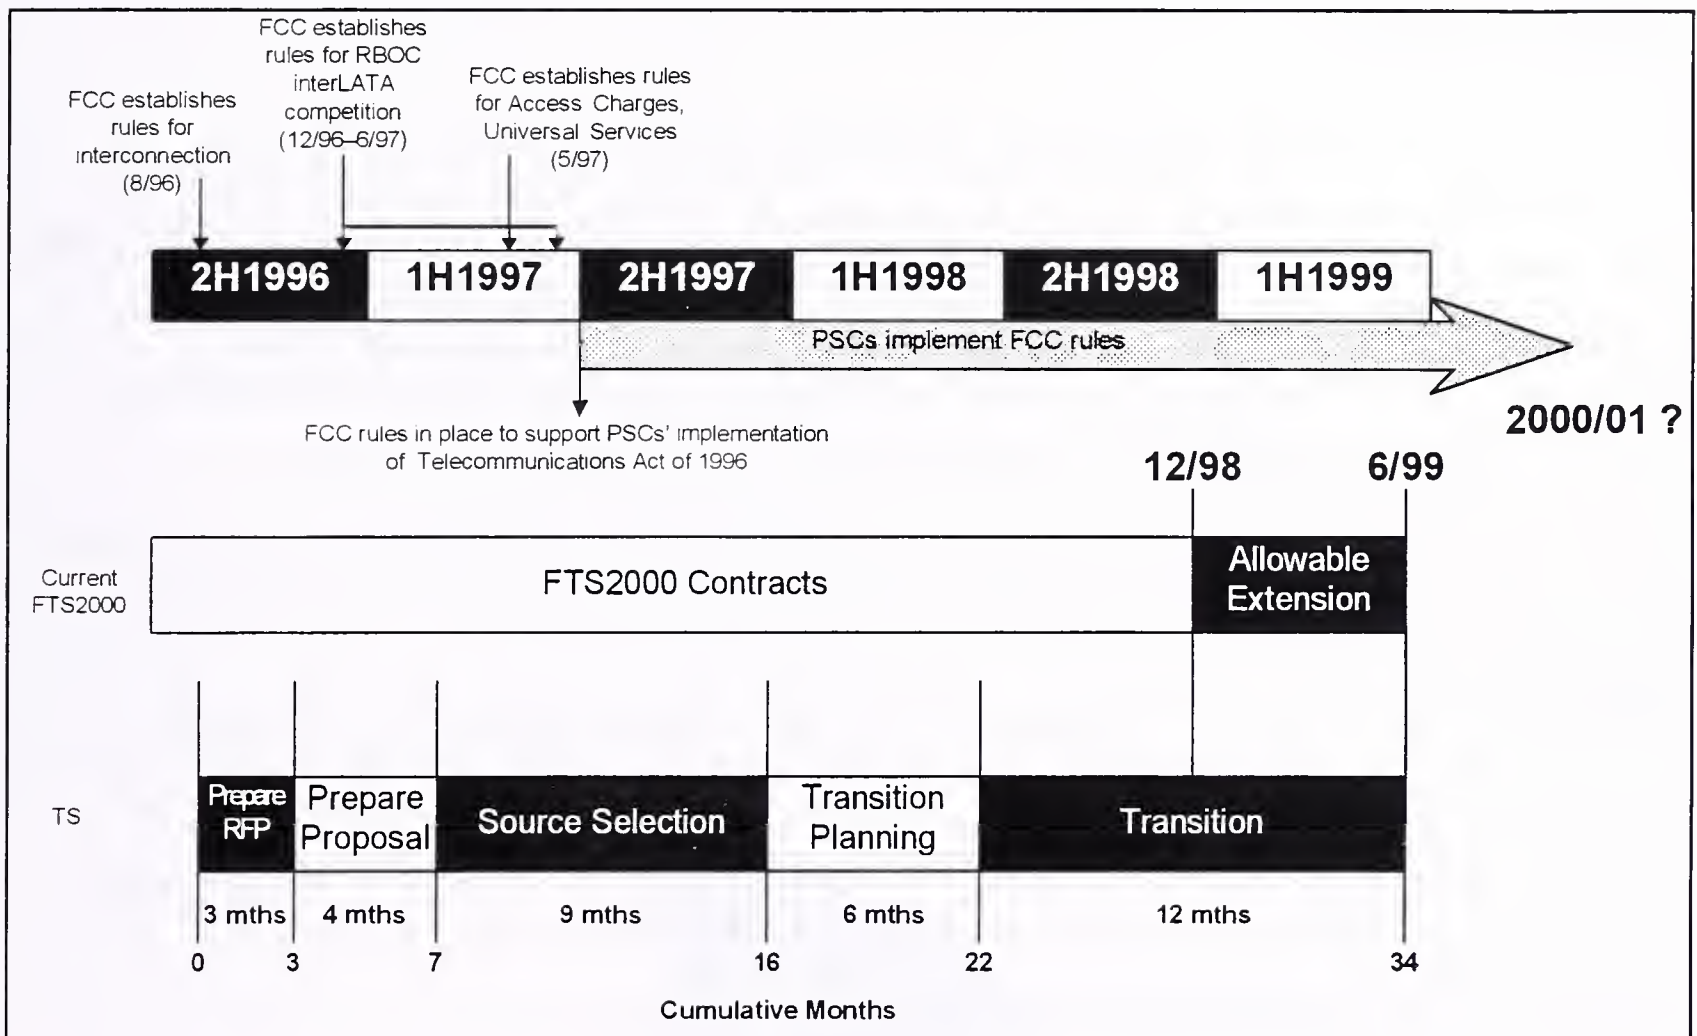 FCC establishes
rules for
interconnection
(8/96)
FCC establishes
rules for RBOC
interLATA
competition
(12/96–6/97)
FCC establishes rules
for Access Charges,
Universal Services
(5/97)
2H1996
1H1997
2H1997
1H1998
2H1998
1H1999
PSCs implement FCC rules
2000/01 ?
FCC rules in place to support PSCs' implementation
of Telecommunications Act of 1996
12/98
6/99
Current
FTS2000
FTS2000 Contracts
Allowable
Extension
TS
Prepare
RFP
Prepare
Proposal
Source Selection
Transition
Planning
Transition
3 mths
4 mths
9 mths
6 mths
12 mths
0
3
7
16
22
34
Cumulative Months